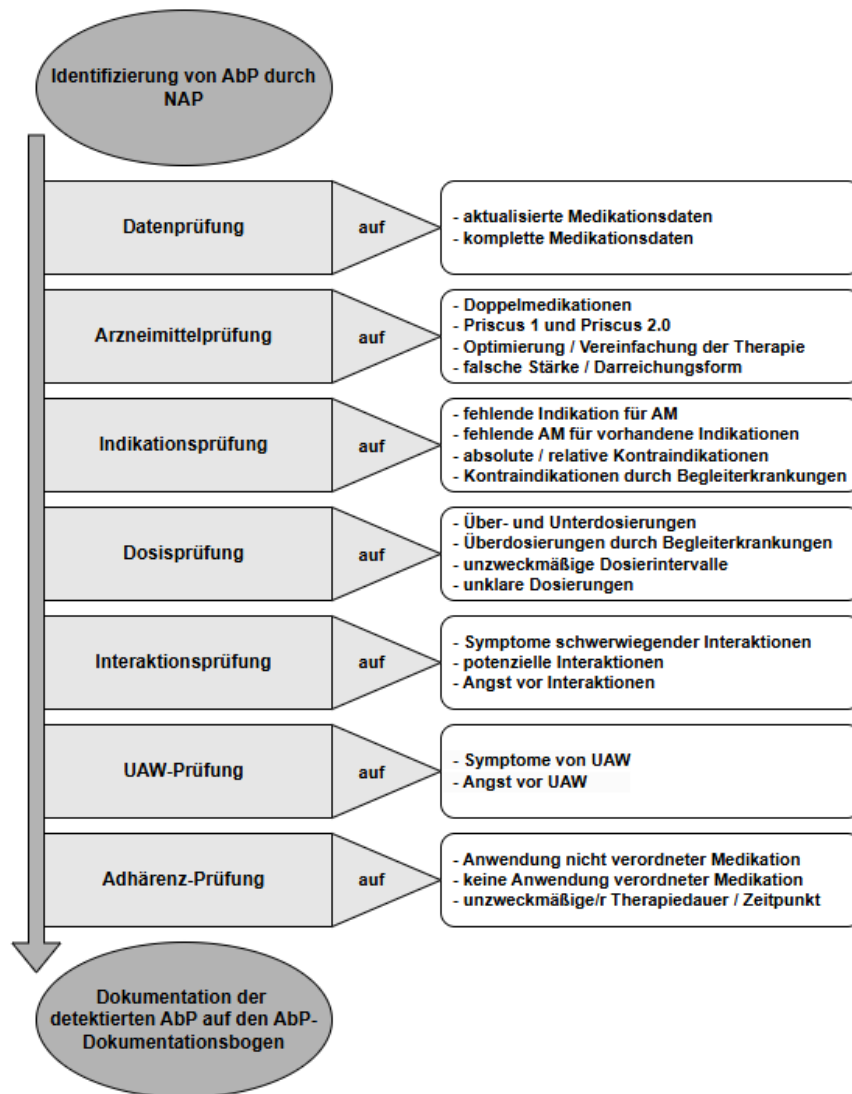 Identifizierung von AbP durch
NAP
Datenprüfung
auf
- aktualisierte Medikationsdaten
- komplette Medikationsdaten
Arzneimittelprüfung
auf
- Doppelmedikationen
- Priscus 1 und Priscus 2.0
- Optimierung / Vereinfachung der Therapie
- falsche Stärke / Darreichungsform
Indikationsprüfung
auf
- fehlende Indikation für AM
- fehlende AM für vorhandene Indikationen
- absolute / relative Kontraindikationen
- Kontraindikationen durch Begleiterkrankungen
Dosisprüfung
auf
- Über- und Unterdosierungen
- Überdosierungen durch Begleiterkrankungen
- unzweckmäßige Dosierintervalle
- unklare Dosierungen
Interaktionsprüfung
auf
- Symptome schwerwiegender Interaktionen
- potenzielle Interaktionen
- Angst vor Interaktionen
UAW-Prüfung
auf
- Symptome von UAW
- Angst vor UAW
Adhärenz-Prüfung
auf
- Anwendung nicht verordneter Medikation
- keine Anwendung verordneter Medikation
- unzweckmäßige/r Therapiedauer / Zeitpunkt
Dokumentation der
detektierten AbP auf den AbP-
Dokumentationsbogen